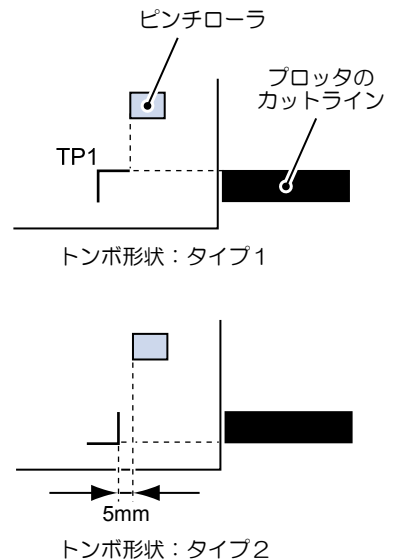 ピンチローラ
プロッタの
カットライン
TP1
トンボ形状：タイプ1
5mm
トンボ形状：タイプ2